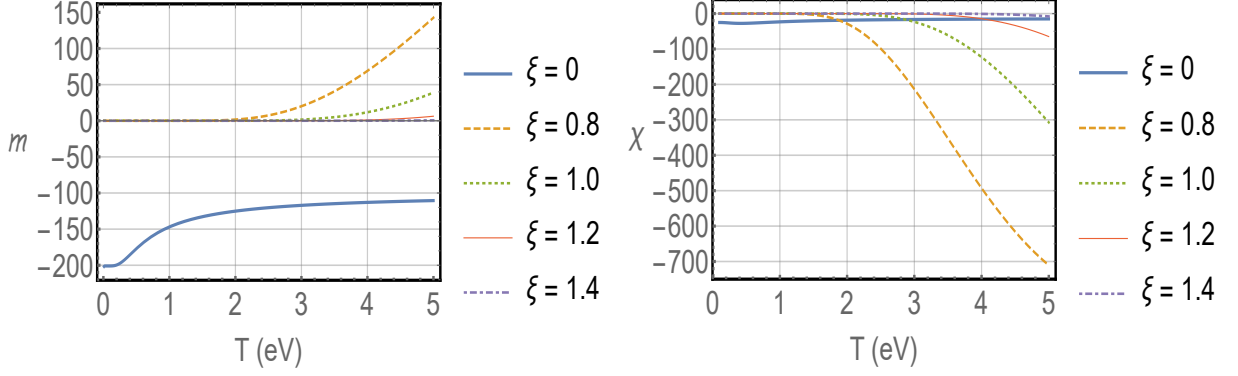 150
100
50
0
−50
−100
−150
−200
m
0 1 2 3 4 5
T (eV)
ξ = 0
ξ = 0.8
ξ = 1.0
ξ = 1.2
ξ = 1.4
0
−100
−200
−300
−400
−500
−600
−700
χ
0 1 2 3 4 5
T (eV)
ξ = 0
ξ = 0.8
ξ = 1.0
ξ = 1.2
ξ = 1.4